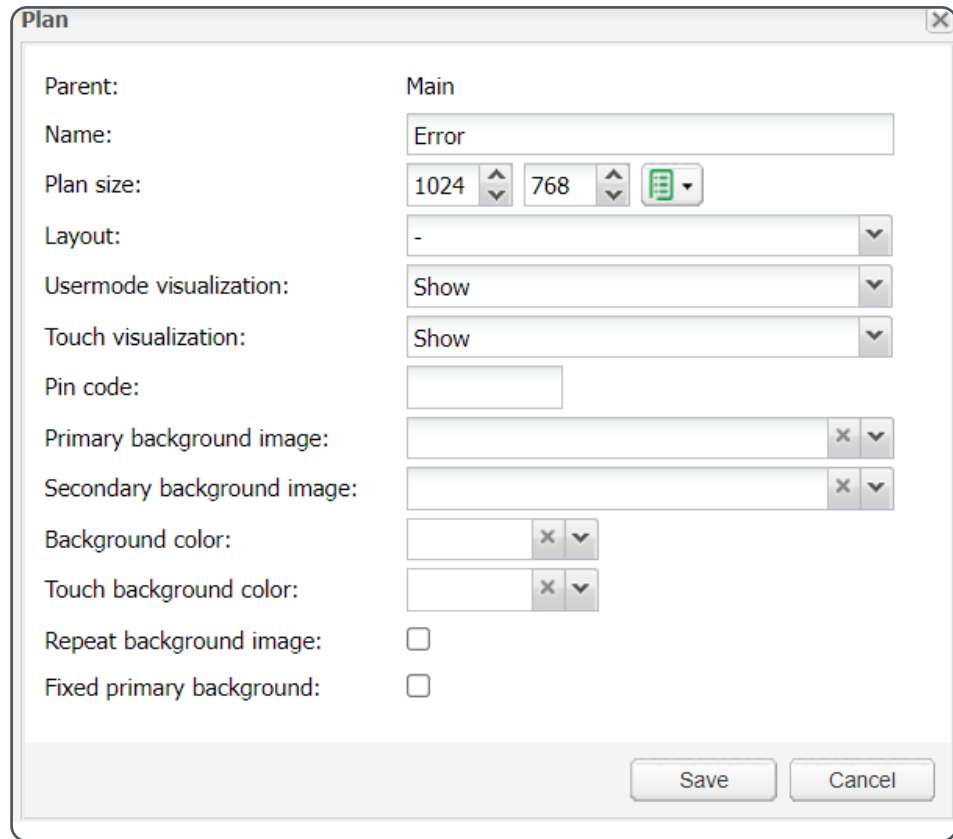 Plan
Parent: Main
Name: Error
Plan size: 1024 768
Layout: -
Usermode visualization: Show
Touch visualization: Show
Pin code:
Primary background image:
Secondary background image:
Background color:
Touch background color:
Repeat background image:
Fixed primary background:
Save Cancel